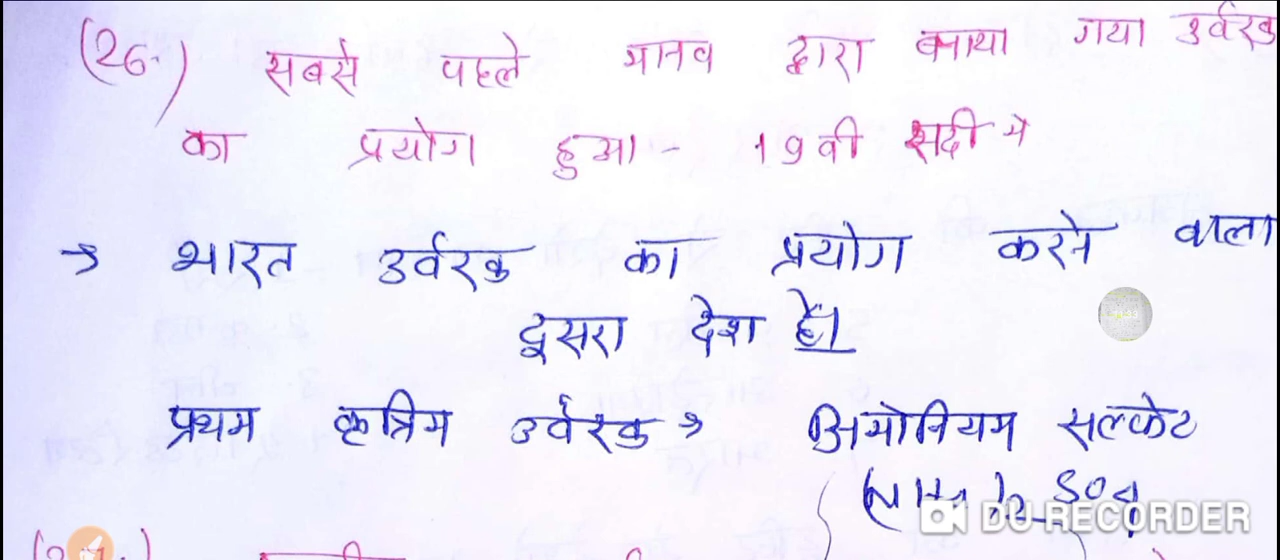 (26.) सबसे पहले मानव द्वारा बनाया गया उर्वरक
का प्रयोग हुआ - 19वी सदी मे
→ भारत उर्वरक का प्रयोग करने वाला
दूसरा देश है।
प्रथम कृत्रिम उर्वरक → अमोनियम सल्फेट
(NH4)2SO4
DU RECORDER